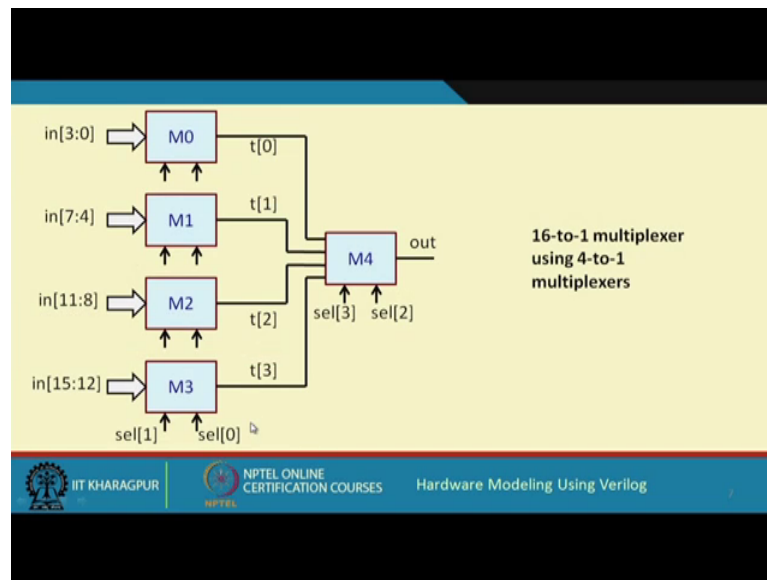 in[3:0]
M0
t[0]
in[7:4]
M1
t[1]
in[11:8]
M2
t[2]
in[15:12]
M3
t[3]
sel[1]
sel[0]
M4
out
sel[3]
sel[2]
16-to-1 multiplexer
using 4-to-1
multiplexers
IIT KHARAGPUR
NPTEL
NPTEL ONLINE
CERTIFICATION COURSES
Hardware Modeling Using Verilog
7